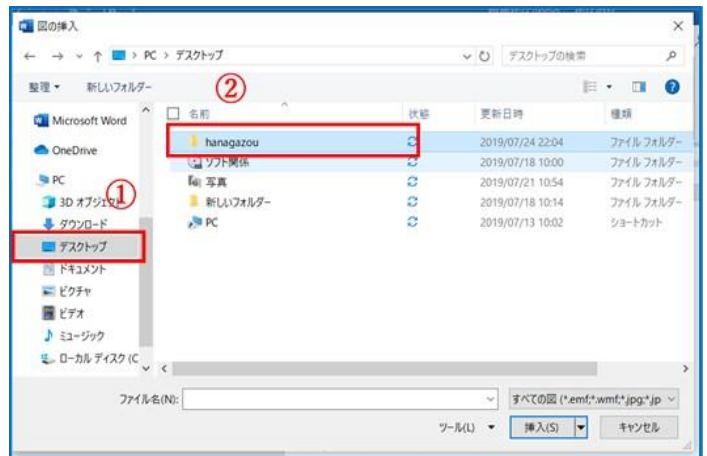 図の挿入
PC > デスクトップ
デスクトップの検索
整理 新しいフォルダー
②
名前 状態 更新日時 種類
Microsoft Word
OneDrive
PC
①
3D オブジェクト
ダウンロード
デスクトップ
ドキュメント
ピクチャ
ビデオ
ミュージック
ローカル ディスク (C
hanagazou 2019/07/24 22:04 ファイル フォルダー
ソフト関係 2019/07/18 10:00 ファイル フォルダー
写真 2019/07/21 10:54 ファイル フォルダー
新しいフォルダー 2019/07/18 10:14 ファイル フォルダー
PC 2019/07/13 10:02 ショートカット
ファイル名(N):
すべての図 (*.emf;*.wmf;*.jpg;*.jp
ツール(L) 挿入(S) キャンセル